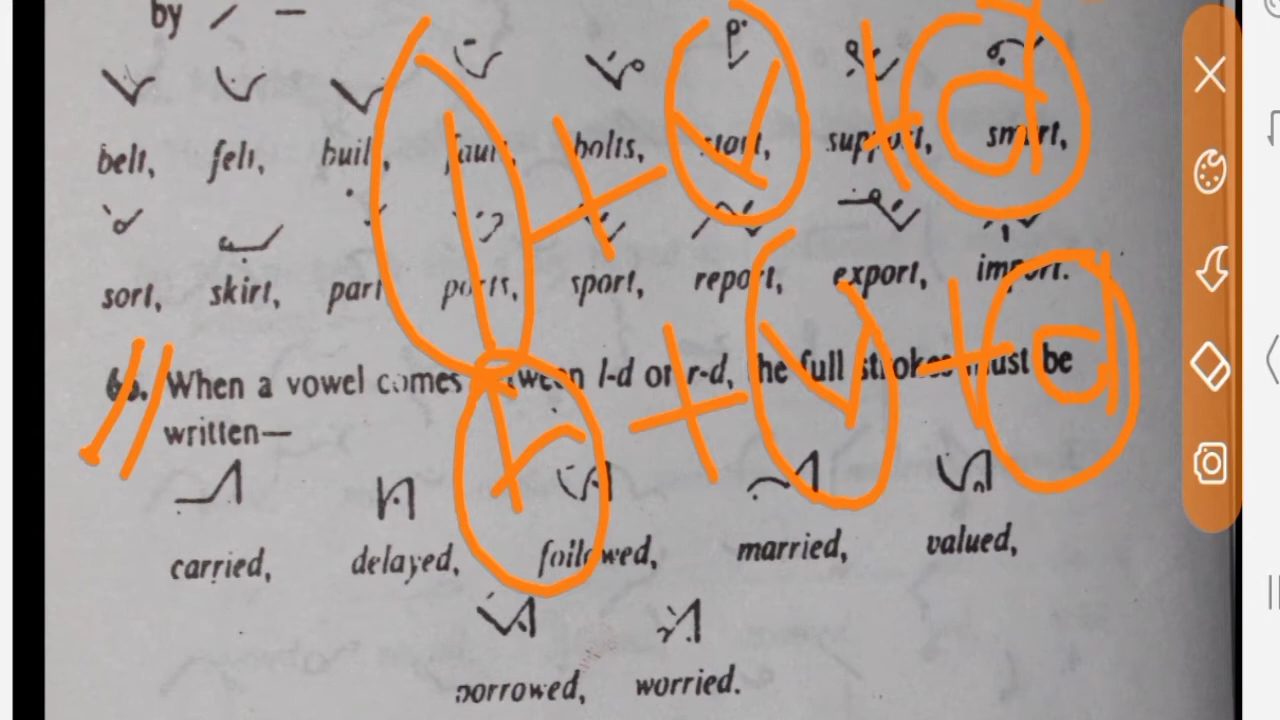 by / —
belt, felt, built, fault, bolts, start, support, smart,
sort, skirt, part, ports, sport, report, export, import.
l + v + d
66. When a vowel comes between l-d or r-d, the full strokes must be
written—
r + v + d
carried, delayed, followed, married, valued,
borrowed, worried.